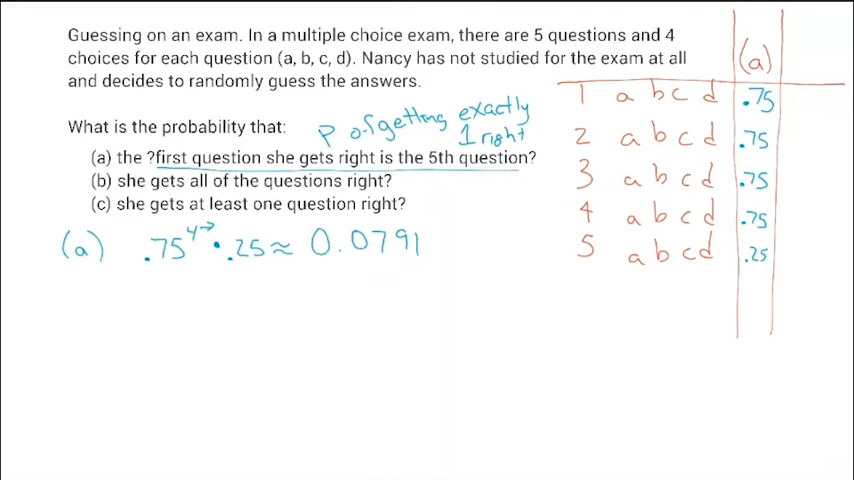 Guessing on an exam. In a multiple choice exam, there are 5 questions and 4
choices for each question (a, b, c, d). Nancy has not studied for the exam at all
and decides to randomly guess the answers.
What is the probability that:
P of getting exactly
1 right
(a) the ?first question she gets right is the 5th question?
(b) she gets all of the questions right?
(c) she gets at least one question right?
(a) .75⁴→ • .25 ≈ 0.0791
(a)
1 a b c d .75
2 a b c d .75
3 a b c d .75
4 a b c d .75
5 a b c d .25